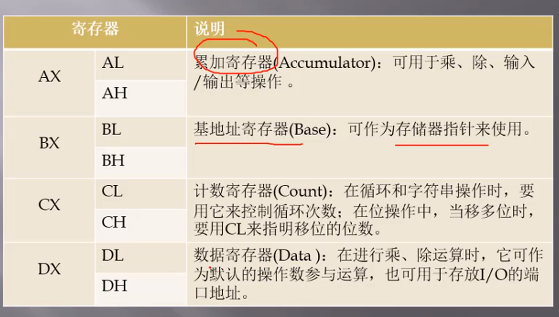 寄存器 说明
AX
AL
AH
累加寄存器(Accumulator)：可用于乘、除、输入
/输出等操作 。
BX
BL
BH
基地址寄存器(Base)：可作为存储器指针来使用。
CX
CL
CH
计数寄存器(Count)：在循环和字符串操作时，要
用它来控制循环次数；在位操作中，当移多位时，
要用CL来指明移位的位数。
DX
DL
DH
数据寄存器(Data )：在进行乘、除运算时，它可作
为默认的操作数参与运算，也可用于存放I/O的端
口地址。